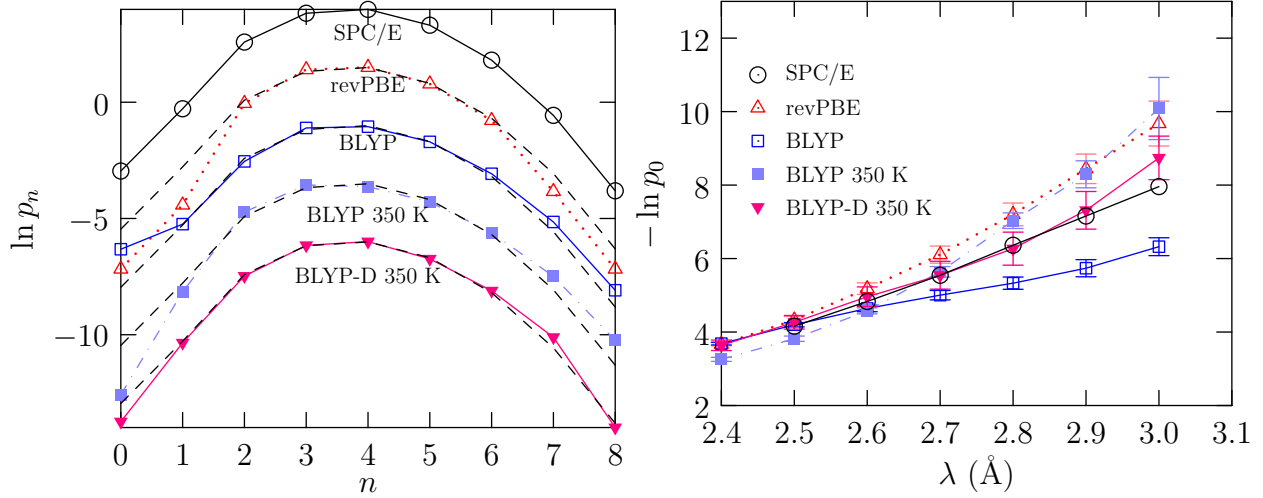 SPC/E
revPBE
BLYP
BLYP 350 K
BLYP-D 350 K
ln pₙ
0
−5
−10
0 1 2 3 4 5 6 7 8
n
SPC/E
revPBE
BLYP
BLYP 350 K
BLYP-D 350 K
− ln p₀
12
10
8
6
4
2
2.4 2.5 2.6 2.7 2.8 2.9 3.0 3.1
λ (Å)